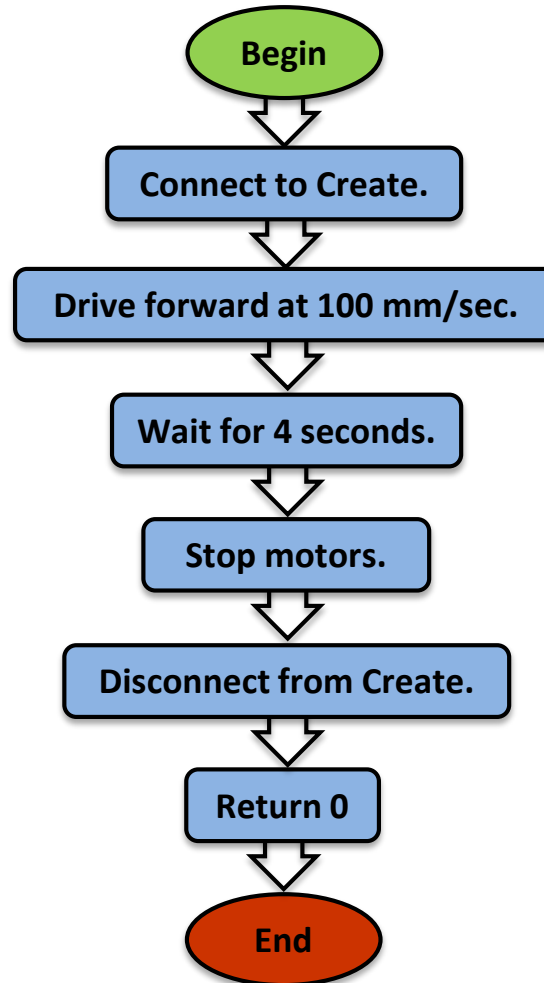 Begin
Connect to Create.
Drive forward at 100 mm/sec.
Wait for 4 seconds.
Stop motors.
Disconnect from Create.
Return 0
End